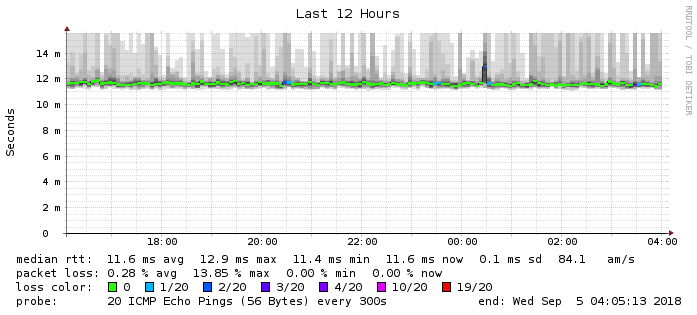 Last 12 Hours
RRDTOOL / TOBI OETIKER
Seconds
14 m
12 m
10 m
8 m
6 m
4 m
2 m
0
18:00 20:00 22:00 00:00 02:00 04:00
median rtt: 11.6 ms avg 12.9 ms max 11.4 ms min 11.6 ms now 0.1 ms sd 84.1 am/s
packet loss: 0.28 % avg 13.85 % max 0.00 % min 0.00 % now
loss color: 0 1/20 2/20 3/20 4/20 10/20 19/20
probe: 20 ICMP Echo Pings (56 Bytes) every 300s end: Wed Sep 5 04:05:13 2018